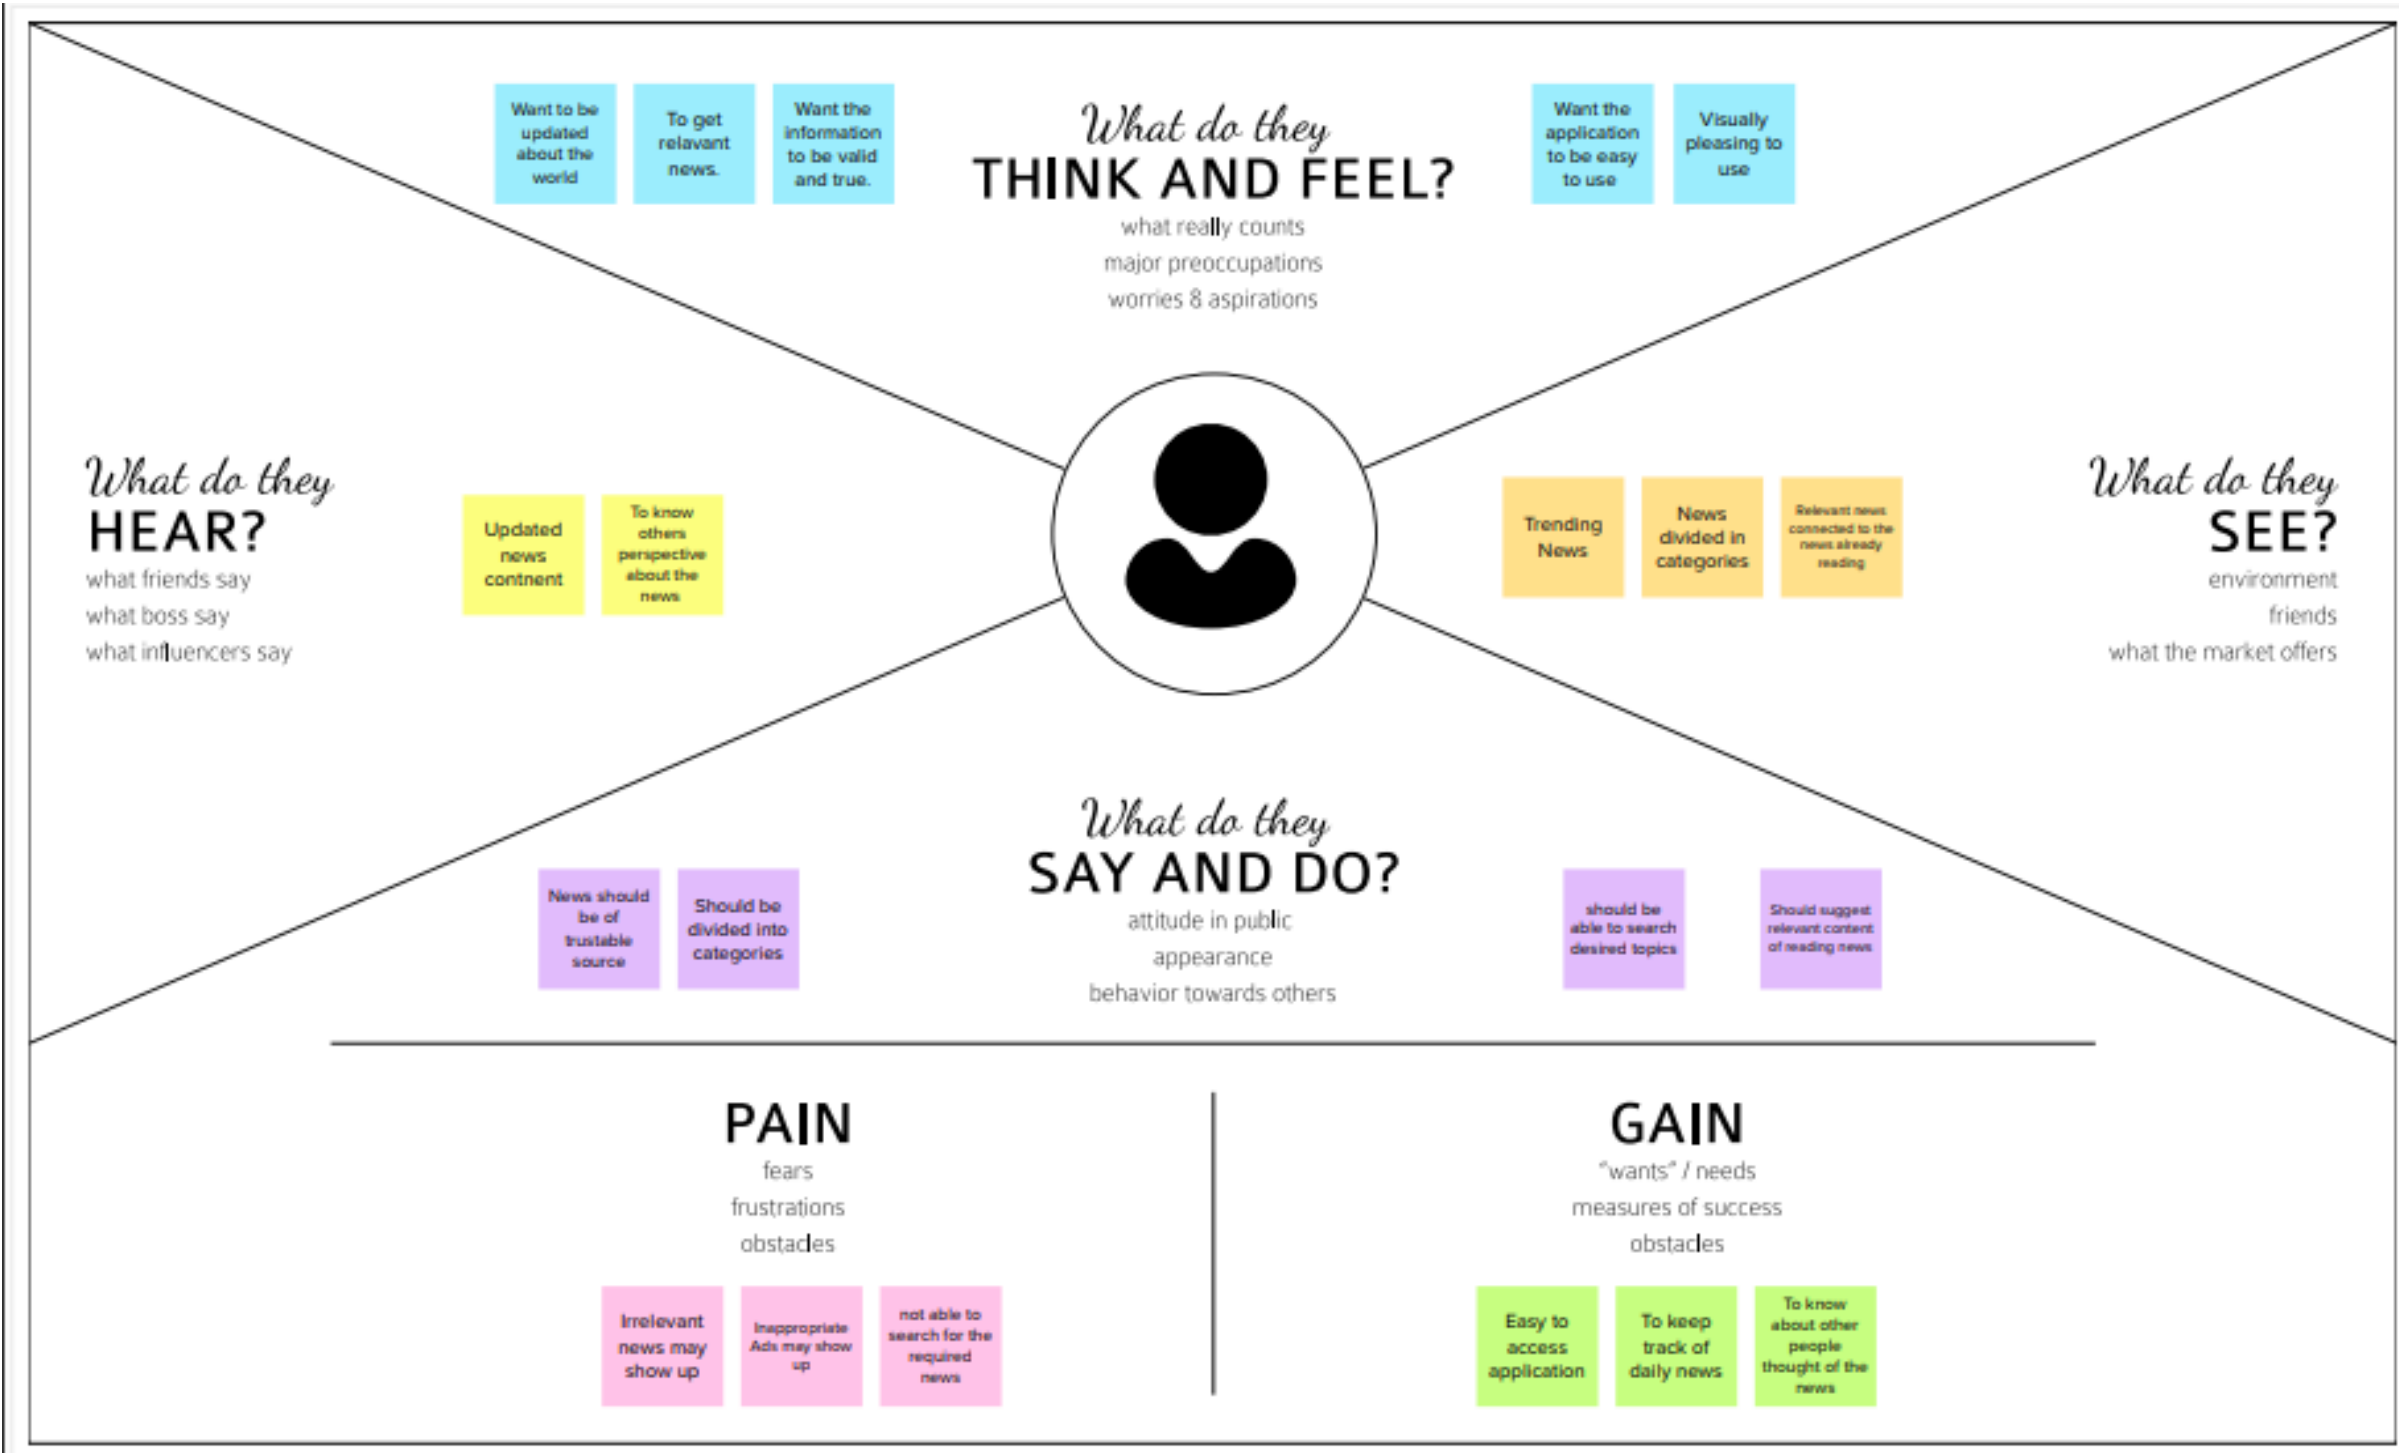 Want to be
updated
about the
world
To get
relavant
news.
Want the
information
to be valid
and true.
What do they
THINK AND FEEL?
what really counts
major preoccupations
worries & aspirations
Want the
application
to be easy
to use
Visually
pleasing to
use
What do they
HEAR?
what friends say
what boss say
what influencers say
Updated
news
contnent
To know
others
perspective
about the
news
Trending
News
News
divided in
categories
Relevant news
connected to the
news already
reading
What do they
SEE?
environment
friends
what the market offers
News should
be of
trustable
source
Should be
divided into
categories
What do they
SAY AND DO?
attitude in public
appearance
behavior towards others
should be
able to search
desired topics
Should suggest
relevant content
of reading news
PAIN
fears
frustrations
obstacles
Irrelevant
news may
show up
Inappropriate
Ads may show
up
not able to
search for the
required
news
GAIN
"wants" / needs
measures of success
obstacles
Easy to
access
application
To keep
track of
daily news
To know
about other
people
thought of the
news